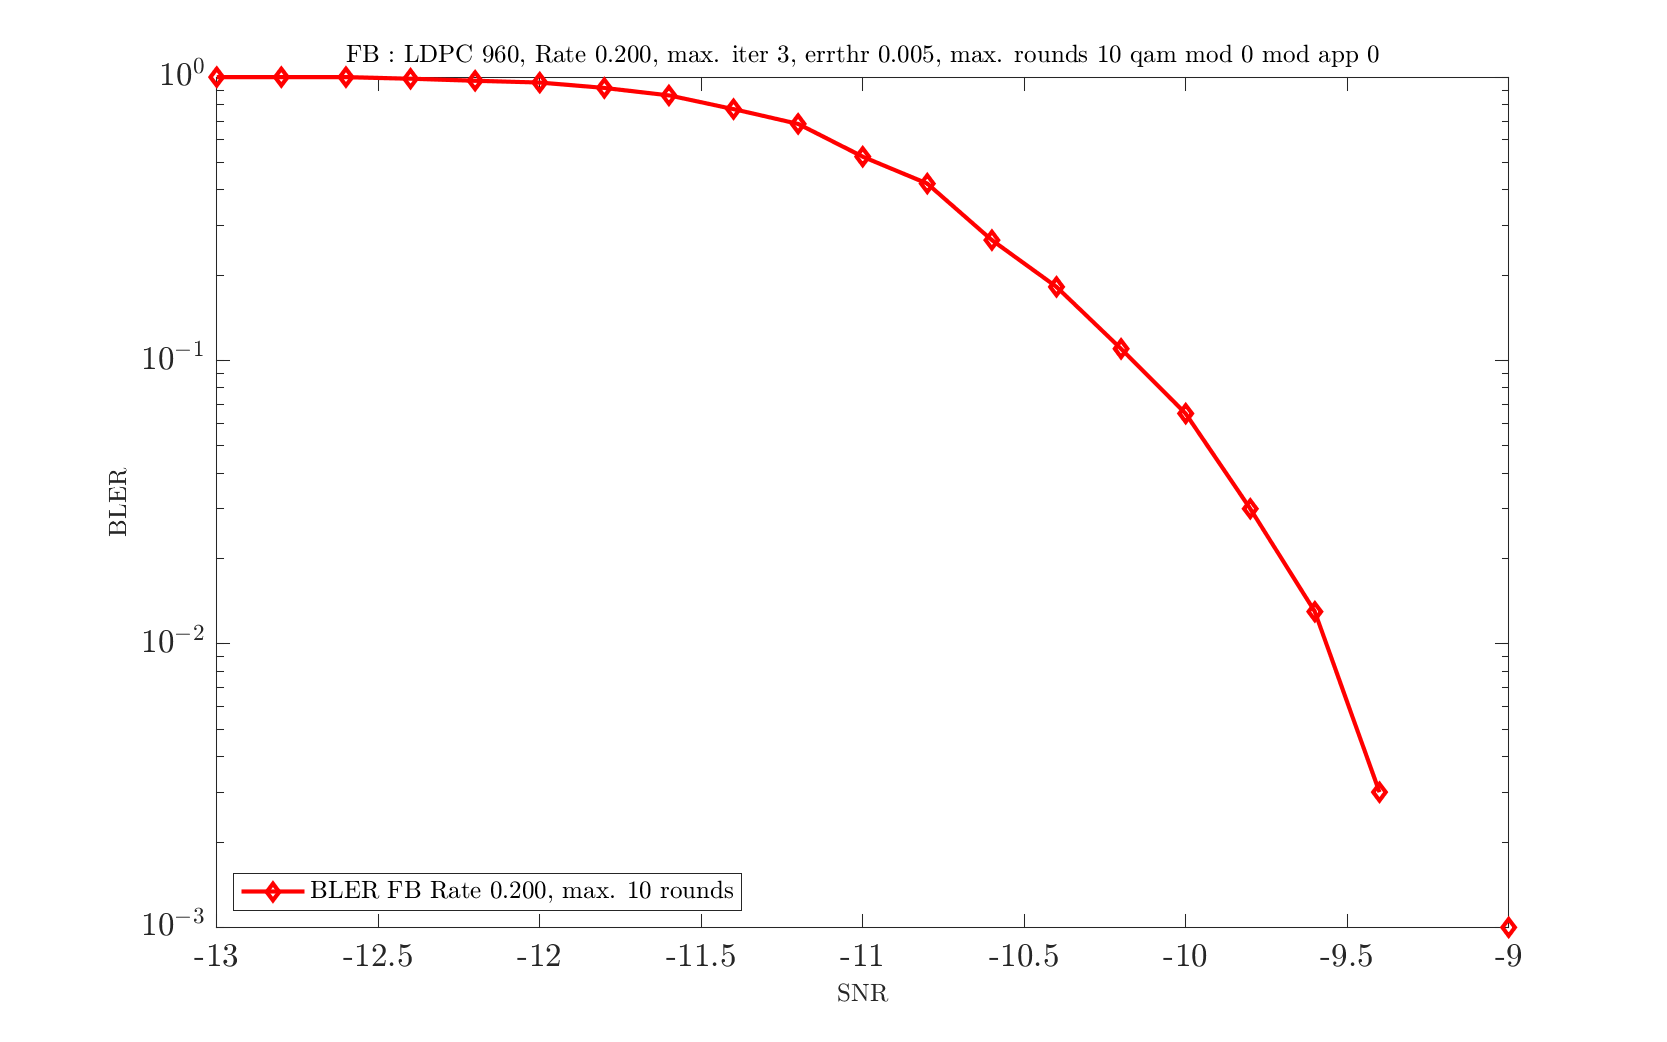 FB : LDPC 960, Rate 0.200, max. iter 3, errthr 0.005, max. rounds 10 qam mod 0 mod app 0
10^0
10^-1
10^-2
10^-3
BLER
BLER FB Rate 0.200, max. 10 rounds
-13 -12.5 -12 -11.5 -11 -10.5 -10 -9.5 -9
SNR